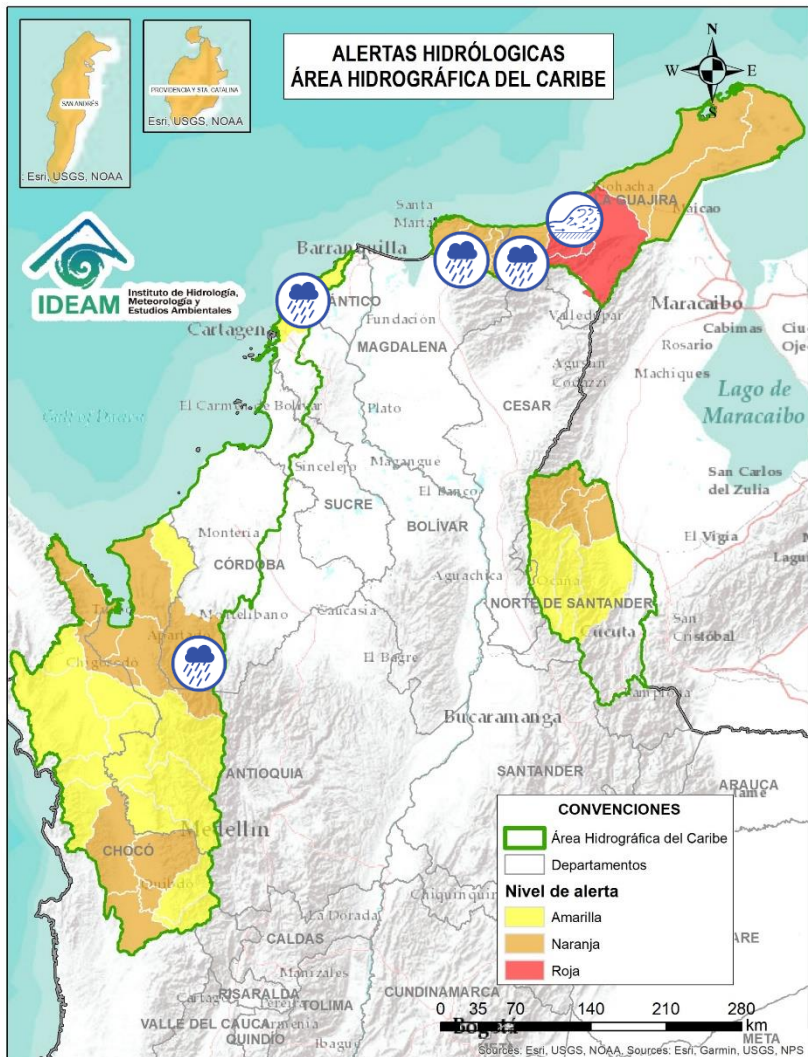 ALERTAS HIDRÓLOGICAS
ÁREA HIDROGRÁFICA DEL CARIBE
N
W
E
S
SAN ANDRÉS
: Esri, USGS, NOAA
PROVIDENCIA Y STA. CATALINA
Esri, USGS, NOAA
IDEAM
Instituto de Hidrología,
Meteorología y
Estudios Ambientales
Santa
Marta
LA GUAJIRA
Maicao
Barranquilla
Cartagen
Fundación
Valledupar
MAGDALENA
Maracaibo
Cabimas
Rosario
Machiques
Agustín
Codazzi
Lago de
Maracaibo
El Carmen de Bolívar
Plato
CESAR
Sincelejo
Magangue
SUCRE
El Banco
BOLÍVAR
San Carlos
del Zulia
Montería
CÓRDOBA
El Vigía
Aguachica
Ocaña
NORTE DE SANTANDER
Montelibano
Caucasia
Apartadó
San
Cristóbal
Cúcuta
El Bagre
Pamplona
Bucaramanga
ANTIOQUIA
SANTANDER
ARAUCA
Medellín
CHOCÓ
Quibdó
La Dorada
CALDAS
Manizales
RISARALDA
TOLIMA
CUNDINAMARCA
VALLE DEL CAUCA
QUINDÍO
Armenia
Bogotá
META
CONVENCIONES
Área Hidrográfica del Caribe
Departamentos
Nivel de alerta
Amarilla
Naranja
Roja
0 35 70 140 210 280
km
Sources: Esri, USGS, NOAA, Sources: Esri, Garmin, USGS, NPS